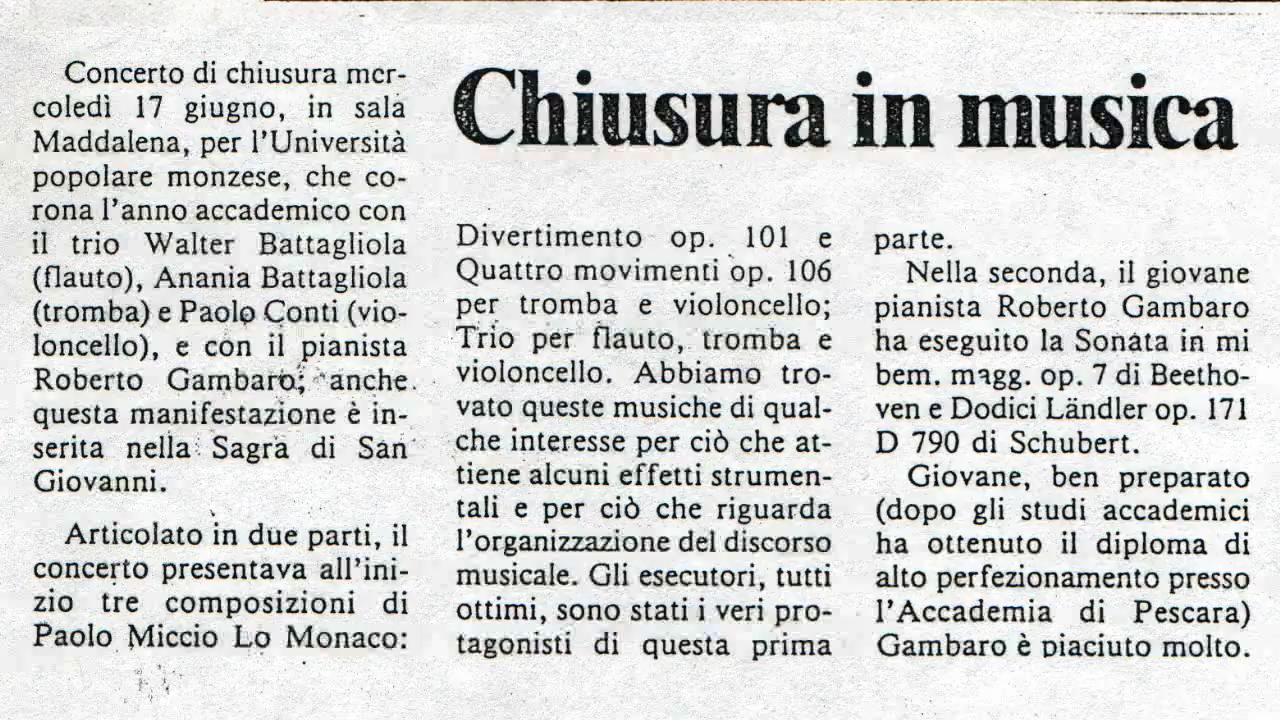 Chiusura in musica
Concerto di chiusura mer-
coledì 17 giugno, in sala
Maddalena, per l'Università
popolare monzese, che co-
rona l'anno accademico con
il trio Walter Battagliola
(flauto), Anania Battagliola
(tromba) e Paolo Conti (vio-
loncello), e con il pianista
Roberto Gambaro; anche
questa manifestazione è in-
serita nella Sagra di San
Giovanni.
Articolato in due parti, il
concerto presentava all'ini-
zio tre composizioni di
Paolo Miccio Lo Monaco:
Divertimento op. 101 e
Quattro movimenti op. 106
per tromba e violoncello;
Trio per flauto, tromba e
violoncello. Abbiamo tro-
vato queste musiche di qual-
che interesse per ciò che at-
tiene alcuni effetti strumen-
tali e per ciò che riguarda
l'organizzazione del discorso
musicale. Gli esecutori, tutti
ottimi, sono stati i veri pro-
tagonisti di questa prima
parte.
Nella seconda, il giovane
pianista Roberto Gambaro
ha eseguito la Sonata in mi
bem. magg. op. 7 di Beetho-
ven e Dodici Ländler op. 171
D 790 di Schubert.
Giovane, ben preparato
(dopo gli studi accademici
ha ottenuto il diploma di
alto perfezionamento presso
l'Accademia di Pescara)
Gambaro è piaciuto molto.